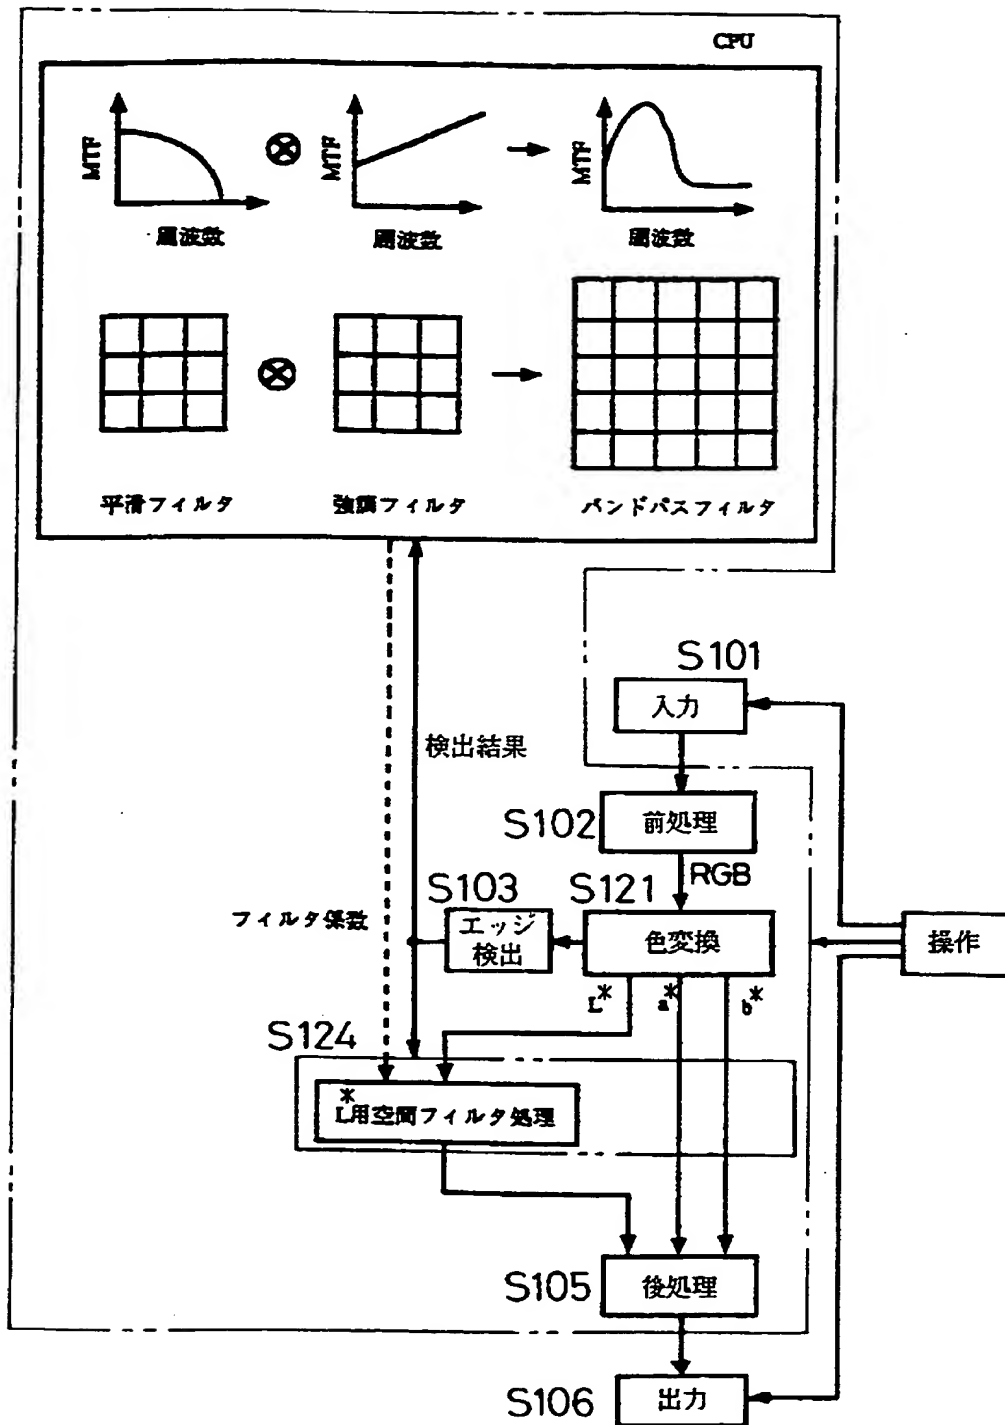 CPU
MTF
周波数
MTF
周波数
MTF
周波数
平滑フィルタ
強調フィルタ
バンドパスフィルタ
S101
入力
検出結果
S102
前処理
RGB
S103
S121
フィルタ係数
エッジ
検出
色変換
操作
L*
a*
b*
S124
L*用空間フィルタ処理
S105
後処理
S106
出力